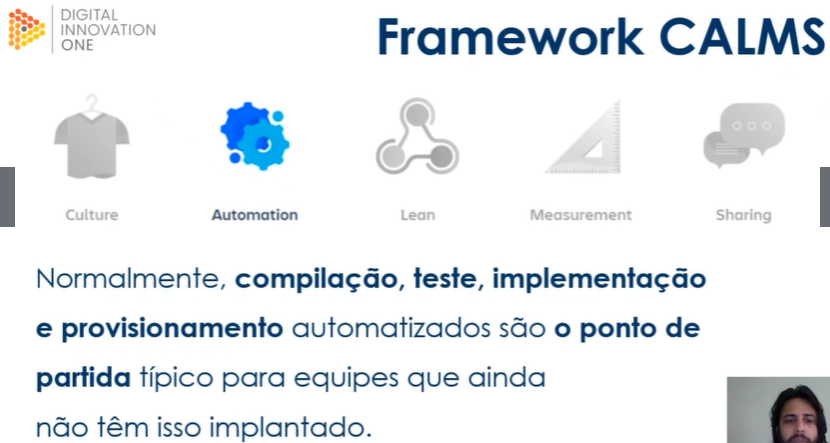 DIGITAL
INNOVATION
ONE
Framework CALMS
Culture
Automation
Lean
Measurement
Sharing
Normalmente, compilação, teste, implementação
e provisionamento automatizados são o ponto de
partida típico para equipes que ainda
não têm isso implantado.